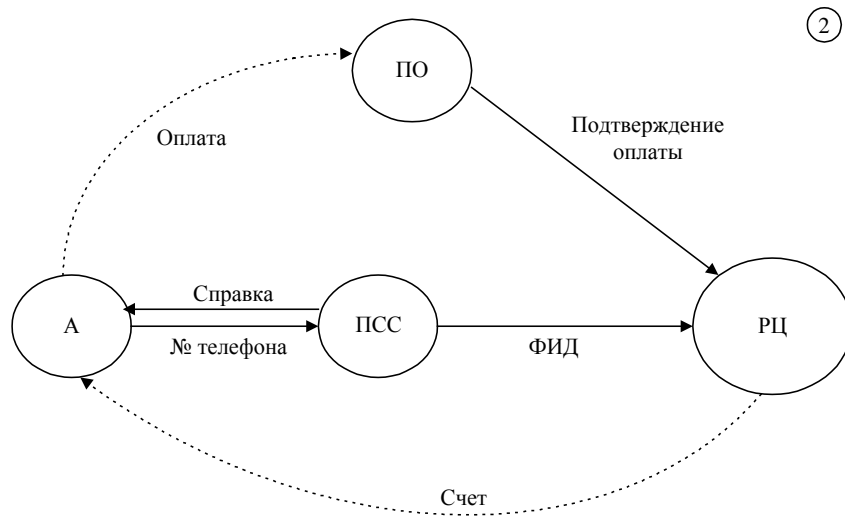 2
ПО
Оплата
Подтверждение
оплаты
Справка
А
ПСС
РЦ
№ телефона
ФИД
Счет